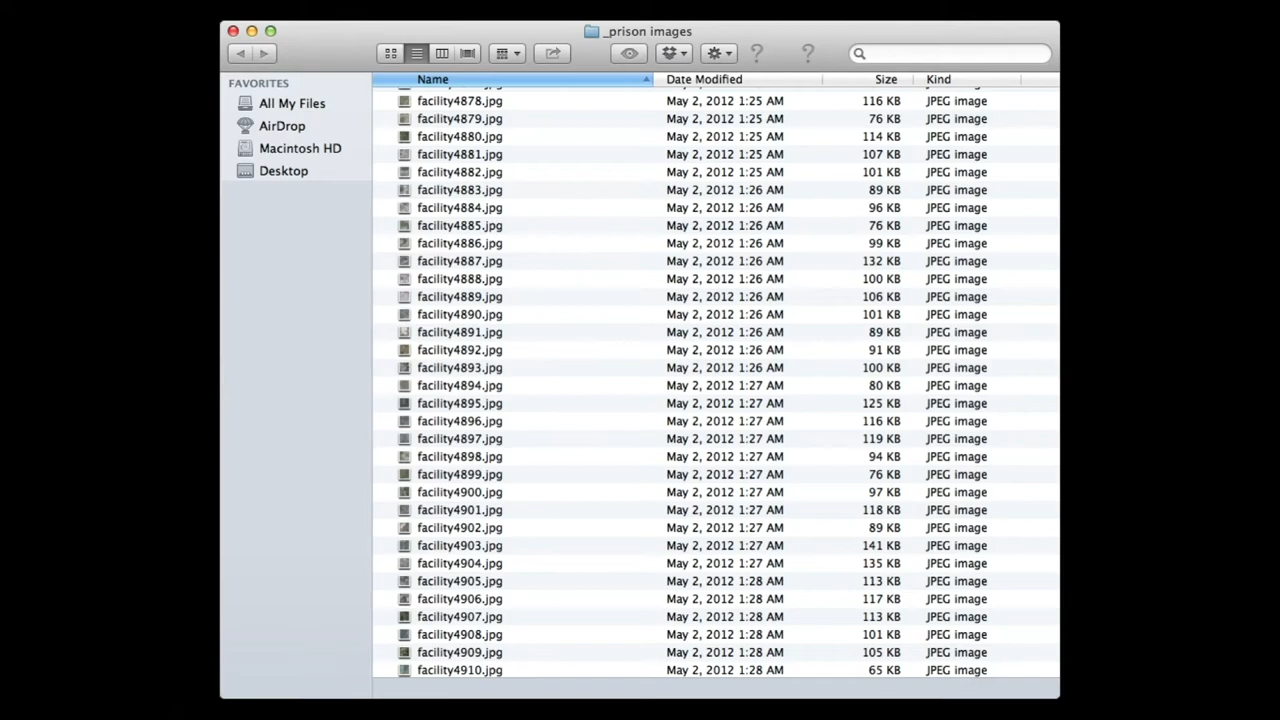 _prison images
FAVORITES
All My Files
AirDrop
Macintosh HD
Desktop
Name Date Modified Size Kind
facility4878.jpg May 2, 2012 1:25 AM 116 KB JPEG image
facility4879.jpg May 2, 2012 1:25 AM 76 KB JPEG image
facility4880.jpg May 2, 2012 1:25 AM 114 KB JPEG image
facility4881.jpg May 2, 2012 1:25 AM 107 KB JPEG image
facility4882.jpg May 2, 2012 1:25 AM 101 KB JPEG image
facility4883.jpg May 2, 2012 1:26 AM 89 KB JPEG image
facility4884.jpg May 2, 2012 1:26 AM 96 KB JPEG image
facility4885.jpg May 2, 2012 1:26 AM 76 KB JPEG image
facility4886.jpg May 2, 2012 1:26 AM 99 KB JPEG image
facility4887.jpg May 2, 2012 1:26 AM 132 KB JPEG image
facility4888.jpg May 2, 2012 1:26 AM 100 KB JPEG image
facility4889.jpg May 2, 2012 1:26 AM 106 KB JPEG image
facility4890.jpg May 2, 2012 1:26 AM 101 KB JPEG image
facility4891.jpg May 2, 2012 1:26 AM 89 KB JPEG image
facility4892.jpg May 2, 2012 1:26 AM 91 KB JPEG image
facility4893.jpg May 2, 2012 1:26 AM 100 KB JPEG image
facility4894.jpg May 2, 2012 1:27 AM 80 KB JPEG image
facility4895.jpg May 2, 2012 1:27 AM 125 KB JPEG image
facility4896.jpg May 2, 2012 1:27 AM 116 KB JPEG image
facility4897.jpg May 2, 2012 1:27 AM 119 KB JPEG image
facility4898.jpg May 2, 2012 1:27 AM 94 KB JPEG image
facility4899.jpg May 2, 2012 1:27 AM 76 KB JPEG image
facility4900.jpg May 2, 2012 1:27 AM 97 KB JPEG image
facility4901.jpg May 2, 2012 1:27 AM 118 KB JPEG image
facility4902.jpg May 2, 2012 1:27 AM 89 KB JPEG image
facility4903.jpg May 2, 2012 1:27 AM 141 KB JPEG image
facility4904.jpg May 2, 2012 1:27 AM 135 KB JPEG image
facility4905.jpg May 2, 2012 1:28 AM 113 KB JPEG image
facility4906.jpg May 2, 2012 1:28 AM 117 KB JPEG image
facility4907.jpg May 2, 2012 1:28 AM 113 KB JPEG image
facility4908.jpg May 2, 2012 1:28 AM 101 KB JPEG image
facility4909.jpg May 2, 2012 1:28 AM 105 KB JPEG image
facility4910.jpg May 2, 2012 1:28 AM 65 KB JPEG image